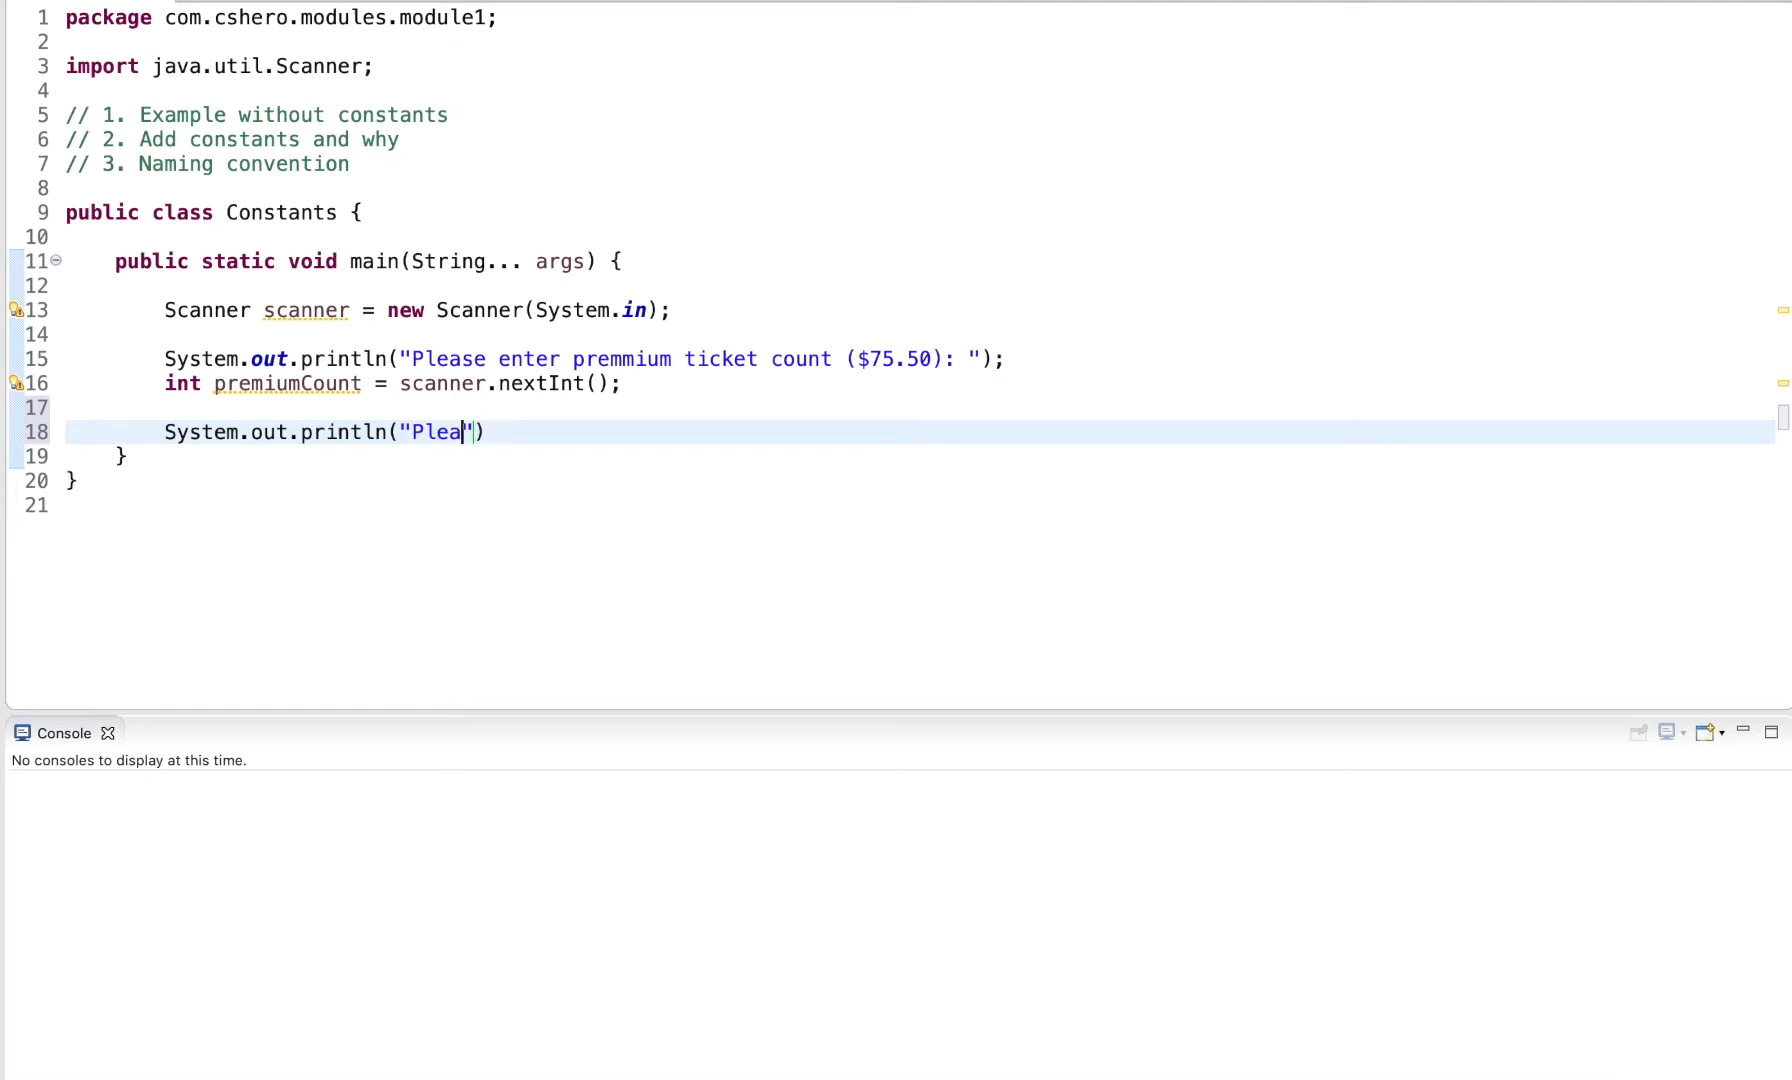 1 package com.cshero.modules.module1;
2
3 import java.util.Scanner;
4
5 // 1. Example without constants
6 // 2. Add constants and why
7 // 3. Naming convention
8
9 public class Constants {
10
11 public static void main(String... args) {
12
13 Scanner scanner = new Scanner(System.in);
14
15 System.out.println("Please enter premmium ticket count ($75.50): ");
16 int premiumCount = scanner.nextInt();
17
18 System.out.println("Plea")
19 }
20 }
21
Console
No consoles to display at this time.